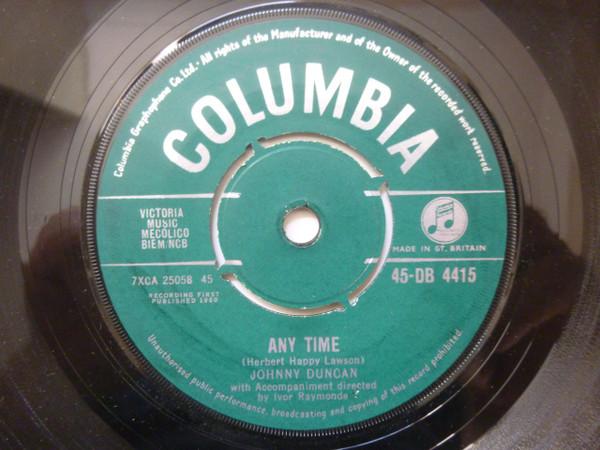 Columbia Graphophone Co. Ltd. · All rights of the Manufacturer and of the Owner of the recorded work reserved.
COLUMBIA
VICTORIA
MUSIC
MECOLICO
BIEM/NCB
MADE IN GT. BRITAIN
7XCA 25058 45
45-DB 4415
RECORDING FIRST
PUBLISHED 1960
ANY TIME
(Herbert Happy Lawson)
JOHNNY DUNCAN
with Accompaniment directed
by Ivor Raymonde
Unauthorised public performance, broadcasting and copying of this record prohibited.